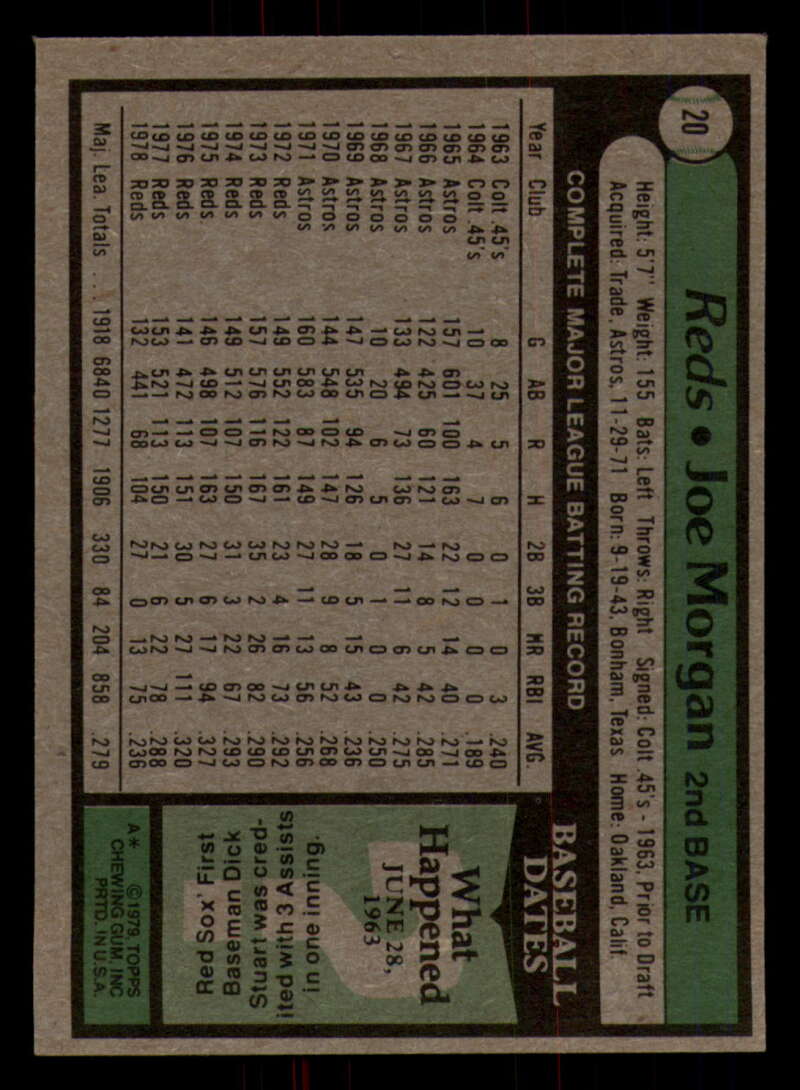 20
Reds • Joe Morgan 2nd BASE
Height: 5'7" Weight: 155 Bats: Left Throws: Right Signed: Colt .45's - 1963, Prior to Draft
Acquired: Trade, Astros, 11-29-71 Born: 9-19-43, Bonham, Texas Home: Oakland, Calif
COMPLETE MAJOR LEAGUE BATTING RECORD
Year Club G AB R H 2B 3B HR RBI AVG.
1963 Colt .45's 8 25 5 6 0 1 0 3 .240
1964 Colt .45's 10 37 4 7 0 0 0 0 .189
1965 Astros 157 601 100 163 22 12 14 40 .271
1966 Astros 122 425 60 121 14 8 5 42 .285
1967 Astros 133 494 73 136 27 11 6 42 .275
1968 Astros 10 20 6 5 0 1 0 0 .250
1969 Astros 147 535 94 126 18 5 15 43 .236
1970 Astros 144 548 102 147 28 9 8 52 .268
1971 Astros 160 583 87 149 27 11 13 56 .256
1972 Reds 149 552 122 161 23 4 16 73 .292
1973 Reds 157 576 116 167 35 2 26 82 .290
1974 Reds 149 512 107 150 31 3 22 67 .293
1975 Reds 146 498 107 163 27 6 17 94 .327
1976 Reds 141 472 113 151 30 5 27 111 .320
1977 Reds 153 521 113 150 21 6 22 78 .288
1978 Reds 132 441 68 104 27 0 13 75 .236
Maj. Lea. Totals ... 1918 6840 1277 1906 330 84 204 858 .279
BASEBALL
DATES
What
Happened
JUNE 28,
1963
Red Sox' First
Baseman Dick
Stuart was cred-
ited with 3 Assists
in one inning.
A* ©1979 TOPPS
CHEWING GUM, INC.
PRTD. IN U.S.A.